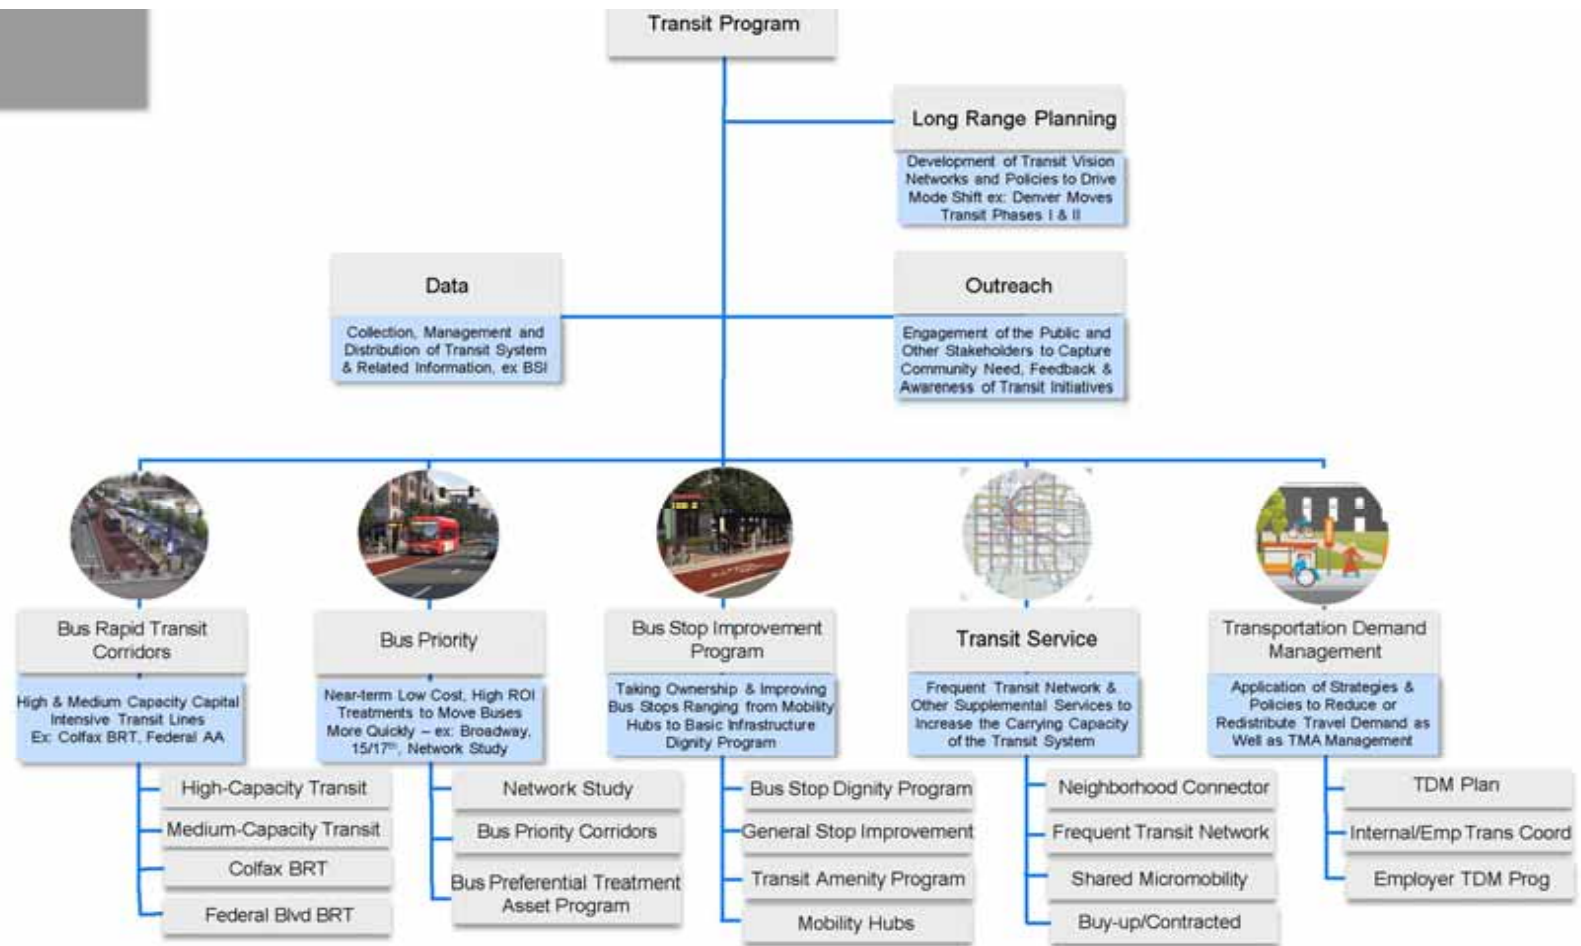 Transit Program
Long Range Planning
Development of Transit Vision
Networks and Policies to Drive
Mode Shift ex: Denver Moves
Transit Phases I & II
Data
Collection, Management and
Distribution of Transit System
& Related Information, ex BSI
Outreach
Engagement of the Public and
Other Stakeholders to Capture
Community Need, Feedback &
Awareness of Transit Initiatives
Bus Rapid Transit
Corridors
High & Medium Capacity Capital
Intensive Transit Lines
Ex: Colfax BRT, Federal AA
High-Capacity Transit
Medium-Capacity Transit
Colfax BRT
Federal Blvd BRT
Bus Priority
Near-term Low Cost, High ROI
Treatments to Move Buses
More Quickly – ex: Broadway,
15/17th, Network Study
Network Study
Bus Priority Corridors
Bus Preferential Treatment
Asset Program
Bus Stop Improvement
Program
Taking Ownership & Improving
Bus Stops Ranging from Mobility
Hubs to Basic Infrastructure
Dignity Program
Bus Stop Dignity Program
General Stop Improvement
Transit Amenity Program
Mobility Hubs
Transit Service
Frequent Transit Network &
Other Supplemental Services to
Increase the Carrying Capacity
of the Transit System
Neighborhood Connector
Frequent Transit Network
Shared Micromobility
Buy-up/Contracted
Transportation Demand
Management
Application of Strategies &
Policies to Reduce or
Redistribute Travel Demand as
Well as TMA Management
TDM Plan
Internal/Emp Trans Coord
Employer TDM Prog